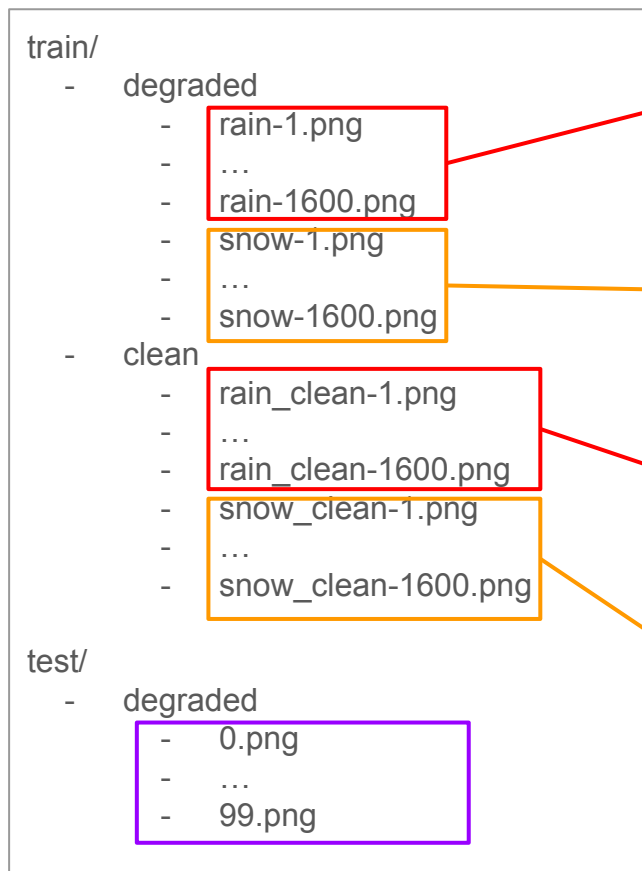 train/
- degraded
- rain-1.png
- …
- rain-1600.png
- snow-1.png
- …
- snow-1600.png
- clean
- rain_clean-1.png
- …
- rain_clean-1600.png
- snow_clean-1.png
- …
- snow_clean-1600.png
test/
- degraded
- 0.png
- …
- 99.png